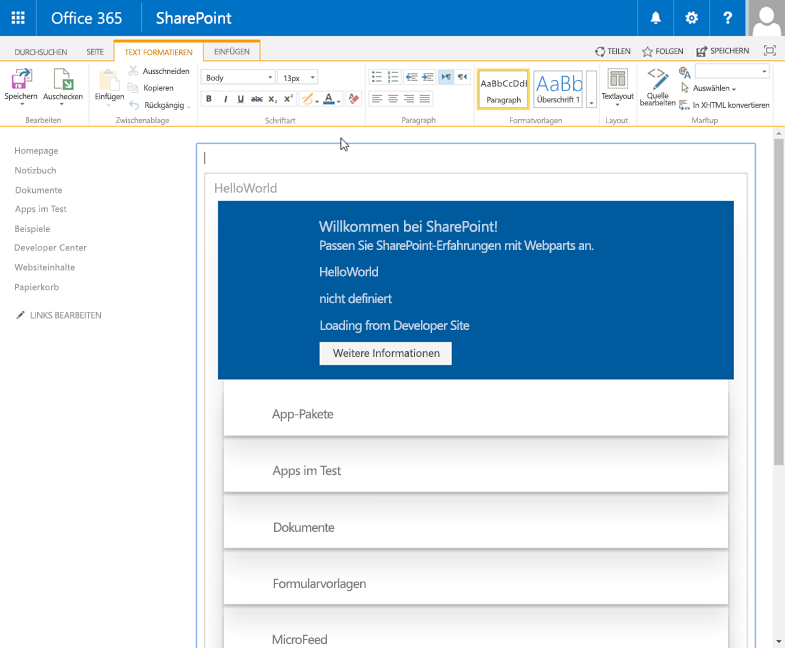 Office 365 SharePoint ?
DURCHSUCHEN SEITE TEXT FORMATIEREN EINFÜGEN TEILEN FOLGEN SPEICHERN
Speichern Auschecken Einfügen Ausschneiden Kopieren Rückgängig
Body 13px
B I U abc x₂ x² A
AaBbCcDdI AaBb
Paragraph Überschrift 1
Textlayout Quelle bearbeiten Auswählen In XHTML konvertieren
Bearbeiten Zwischenablage Schriftart Paragraph Formatvorlagen Layout Martup
Homepage
Notizbuch
Dokumente
Apps im Test
Beispiele
Developer Center
Websiteinhalte
Papierkorb
LINKS BEARBEITEN
HelloWorld
Willkommen bei SharePoint!
Passen Sie SharePoint-Erfahrungen mit Webparts an.
HelloWorld
nicht definiert
Loading from Developer Site
Weitere Informationen
App-Pakete
Apps im Test
Dokumente
Formularvorlagen
MicroFeed